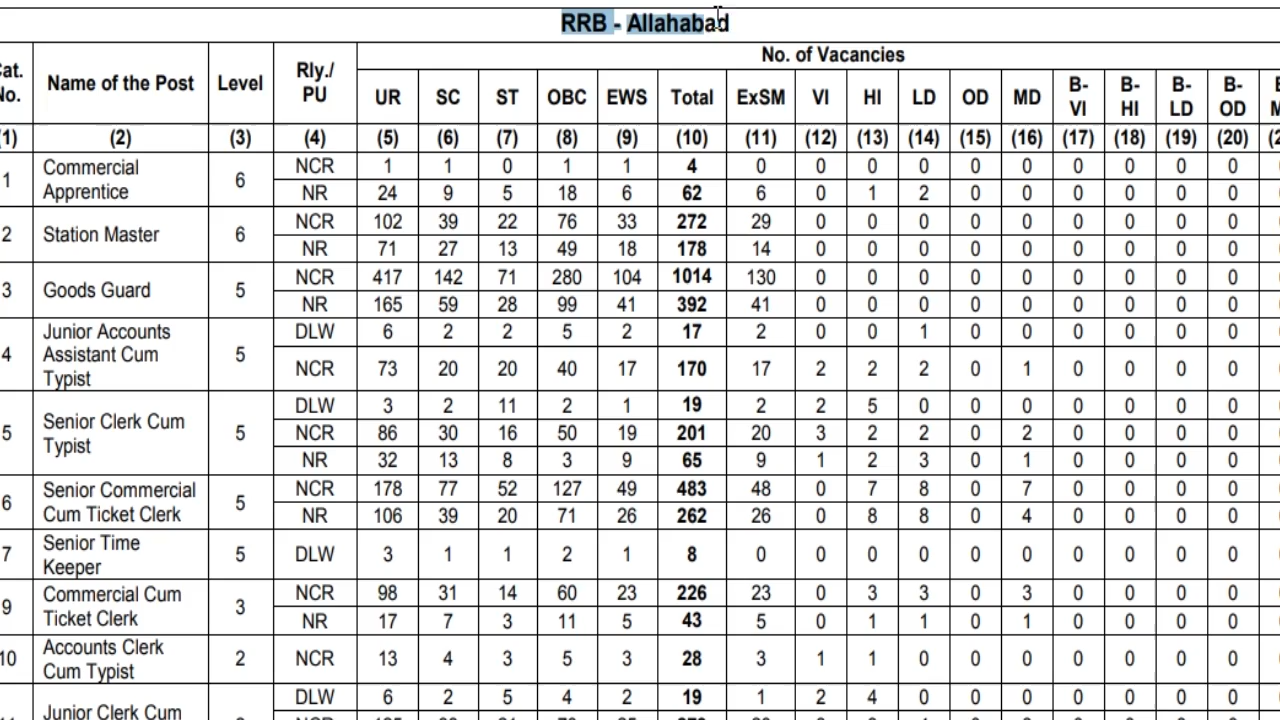 RRB - Allahabad
No. of Vacancies
Cat. No. Name of the Post Level Rly./ PU UR SC ST OBC EWS Total ExSM VI HI LD OD MD B-VI B-HI B-LD B-OD
(1) (2) (3) (4) (5) (6) (7) (8) (9) (10) (11) (12) (13) (14) (15) (16) (17) (18) (19) (20)
1 Commercial Apprentice 6 NCR 1 1 0 1 1 4 0 0 0 0 0 0 0 0 0 0
NR 24 9 5 18 6 62 6 0 1 2 0 0 0 0 0 0
2 Station Master 6 NCR 102 39 22 76 33 272 29 0 0 0 0 0 0 0 0 0
NR 71 27 13 49 18 178 14 0 0 0 0 0 0 0 0 0
3 Goods Guard 5 NCR 417 142 71 280 104 1014 130 0 0 0 0 0 0 0 0 0
NR 165 59 28 99 41 392 41 0 0 0 0 0 0 0 0 0
4 Junior Accounts Assistant Cum Typist 5 DLW 6 2 2 5 2 17 2 0 0 1 0 0 0 0 0 0
NCR 73 20 20 40 17 170 17 2 2 2 0 1 0 0 0 0
5 Senior Clerk Cum Typist 5 DLW 3 2 11 2 1 19 2 2 5 0 0 0 0 0 0 0
NCR 86 30 16 50 19 201 20 3 2 2 0 2 0 0 0 0
NR 32 13 8 3 9 65 9 1 2 3 0 1 0 0 0 0
6 Senior Commercial Cum Ticket Clerk 5 NCR 178 77 52 127 49 483 48 0 7 8 0 7 0 0 0 0
NR 106 39 20 71 26 262 26 0 8 8 0 4 0 0 0 0
7 Senior Time Keeper 5 DLW 3 1 1 2 1 8 0 0 0 0 0 0 0 0 0 0
9 Commercial Cum Ticket Clerk 3 NCR 98 31 14 60 23 226 23 0 3 3 0 3 0 0 0 0
NR 17 7 3 11 5 43 5 0 1 1 0 1 0 0 0 0
10 Accounts Clerk Cum Typist 2 NCR 13 4 3 5 3 28 3 1 1 0 0 0 0 0 0 0
Junior Clerk Cum DLW 6 2 5 4 2 19 1 2 4 0 0 0 0 0 0 0